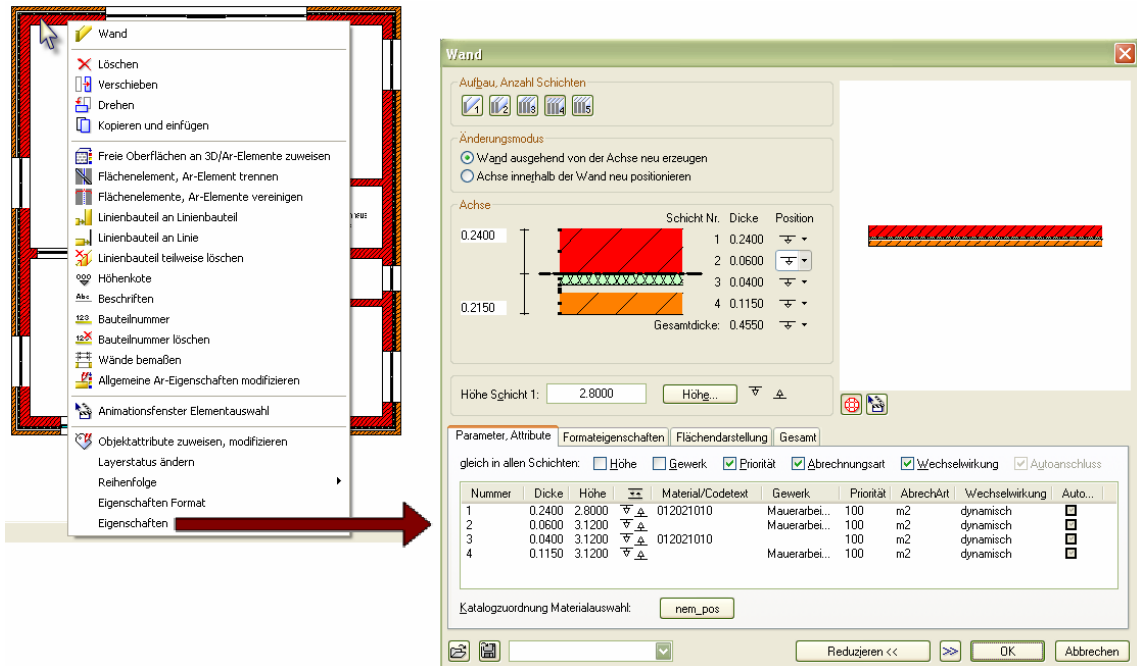 Wand
Löschen
Verschieben
Drehen
Kopieren und einfügen
Freie Oberflächen an 3D/Ar-Elemente zuweisen
Flächenelement, Ar-Element trennen
Flächenelemente, Ar-Elemente vereinigen
Linienbauteil an Linienbauteil
Linienbauteil an Linie
Linienbauteil teilweise löschen
Höhenkote
Abc Beschriften
123 Bauteilnummer
Bauteilnummer löschen
Wände bemaßen
Allgemeine Ar-Eigenschaften modifizieren
Animationsfenster Elementauswahl
Objektattribute zuweisen, modifizieren
Layerstatus ändern
Reihenfolge
Eigenschaften Format
Eigenschaften
Wand
Aufbau, Anzahl Schichten
1 2 3 4 5
Änderungsmodus
Wand ausgehend von der Achse neu erzeugen
Achse innerhalb der Wand neu positionieren
Achse
Schicht Nr. Dicke Position
0.2400
1 0.2400
2 0.0600
3 0.0400
0.2150
4 0.1150
Gesamtdicke: 0.4550
Höhe Schicht 1: 2.8000 Höhe...
Parameter, Attribute Formateigenschaften Flächendarstellung Gesamt
gleich in allen Schichten: Höhe Gewerk Priorität Abrechnungsart Wechselwirkung Autoanschluss
Nummer Dicke Höhe Material/Codetext Gewerk Priorität AbrechArt Wechselwirkung Auto...
1 0.2400 2.8000 012021010 Mauerarbei... 100 m2 dynamisch
2 0.0600 3.1200 Mauerarbei... 100 m2 dynamisch
3 0.0400 3.1200 012021010 100 m2 dynamisch
4 0.1150 3.1200 Mauerarbei... 100 m2 dynamisch
Katalogzuordnung Materialauswahl: nem_pos
Reduzieren << >> OK Abbrechen